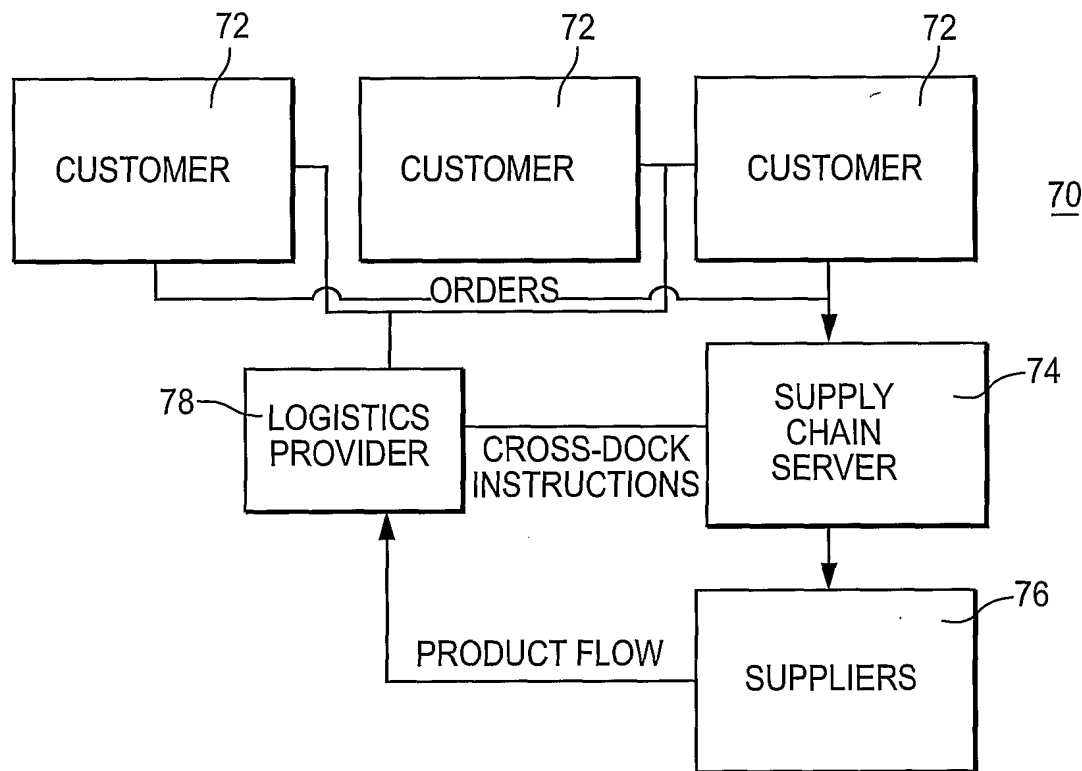 72
72
72
CUSTOMER
CUSTOMER
CUSTOMER
70
ORDERS
74
78
LOGISTICS
PROVIDER
SUPPLY
CHAIN
SERVER
CROSS-DOCK
INSTRUCTIONS
76
PRODUCT FLOW
SUPPLIERS